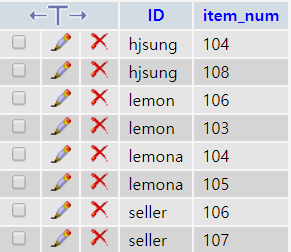 ID item_num
hjsung 104
hjsung 108
lemon 106
lemon 103
lemona 104
lemona 105
seller 106
seller 107